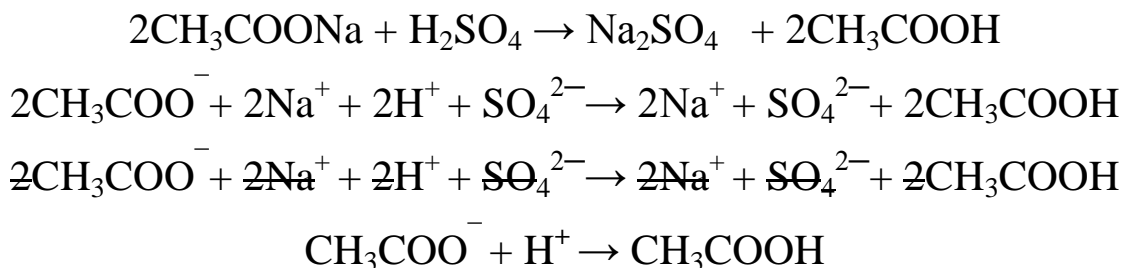 2CH₃COONa + H₂SO₄ → Na₂SO₄ + 2CH₃COOH
2CH₃COO⁻ + 2Na⁺ + 2H⁺ + SO₄²⁻ → 2Na⁺ + SO₄²⁻ + 2CH₃COOH
2CH₃COO⁻ + 2Na⁺ + 2H⁺ + SO₄²⁻ → 2Na⁺ + SO₄²⁻ + 2CH₃COOH
CH₃COO⁻ + H⁺ → CH₃COOH